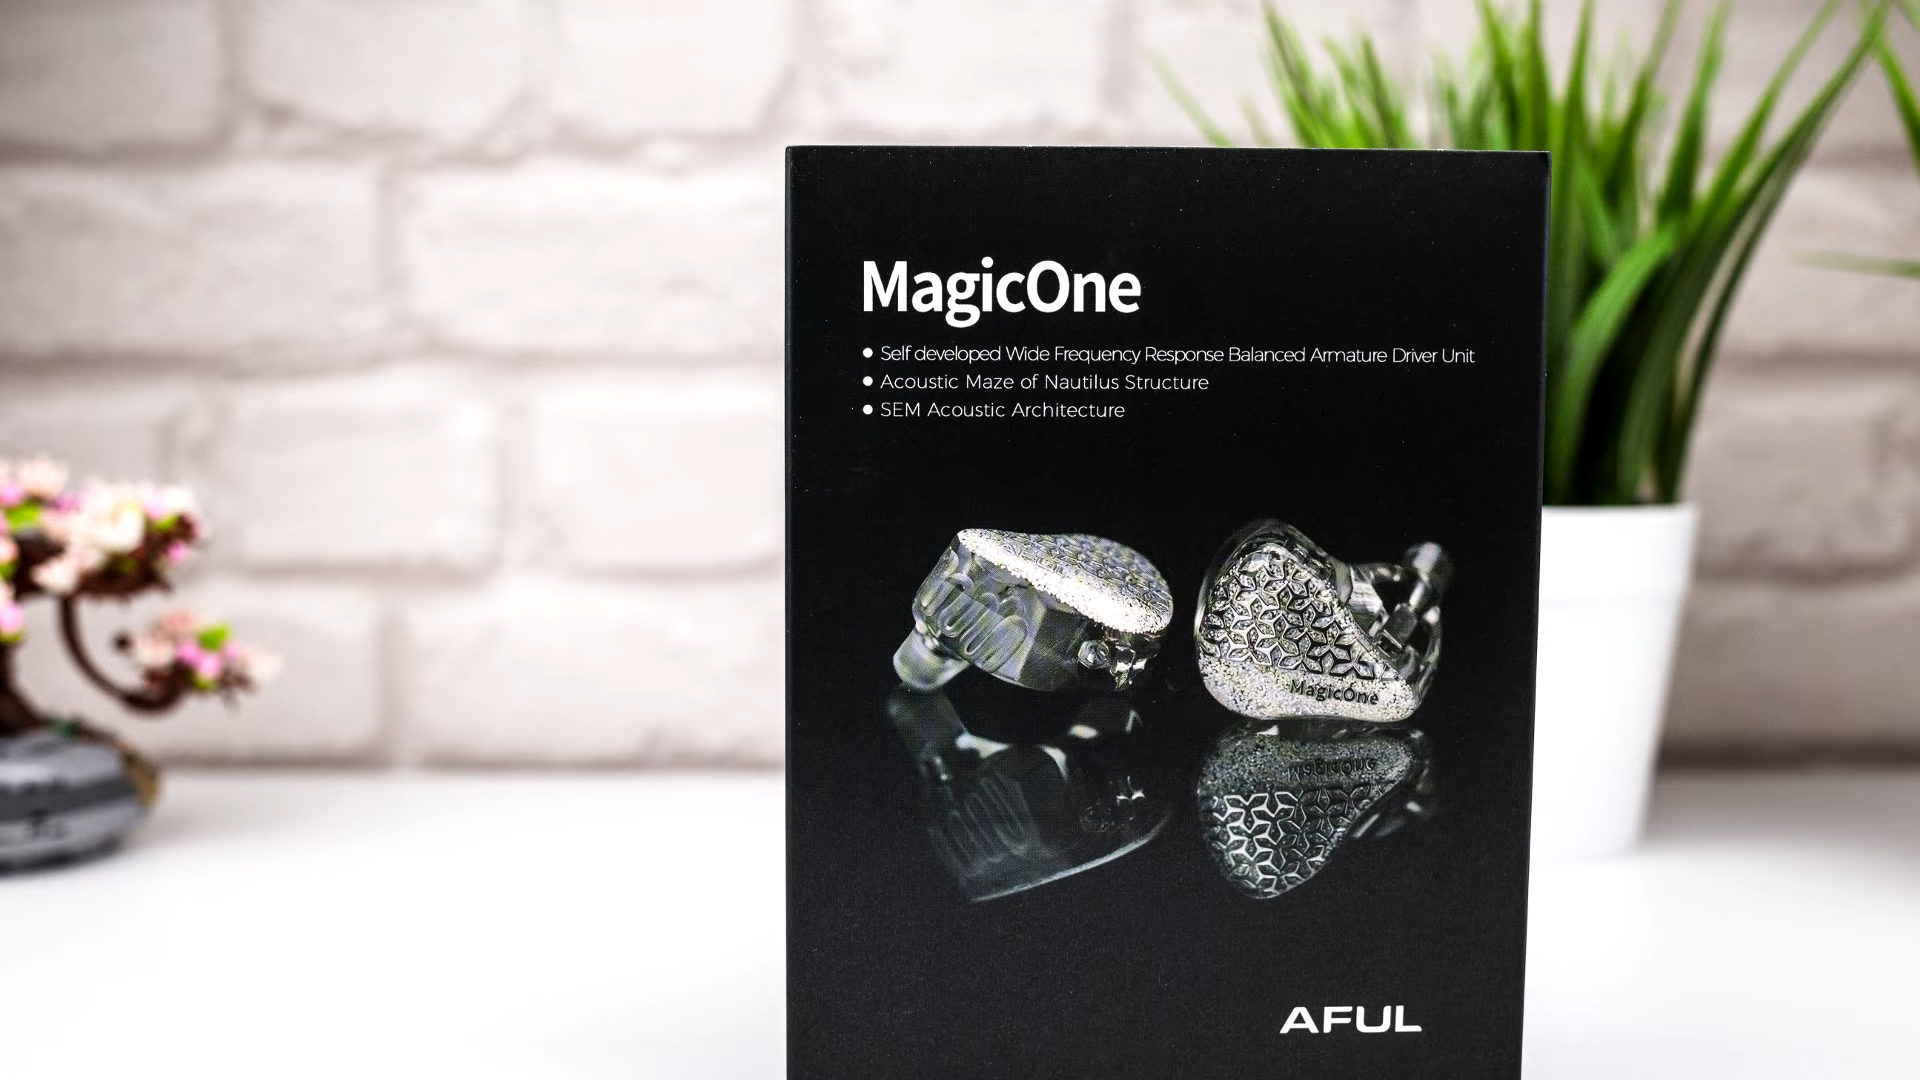 MagicOne
● Self developed Wide Frequency Response Balanced Armature Driver Unit
● Acoustic Maze of Nautilus Structure
● SEM Acoustic Architecture
MagicOne
AFUL